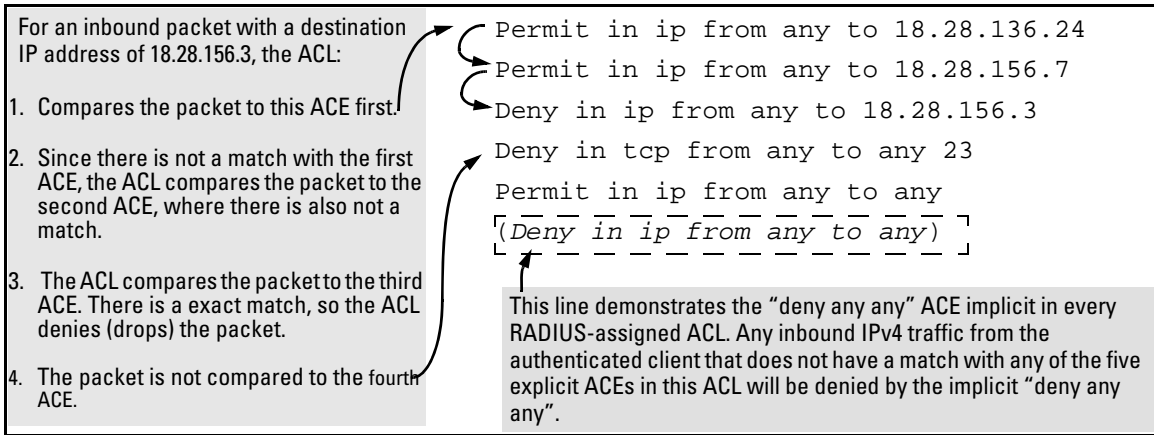 For an inbound packet with a destination
IP address of 18.28.156.3, the ACL:
1. Compares the packet to this ACE first.
2. Since there is not a match with the first
ACE, the ACL compares the packet to the
second ACE, where there is also not a
match.
3. The ACL compares the packet to the third
ACE. There is a exact match, so the ACL
denies (drops) the packet.
4. The packet is not compared to the fourth
ACE.
Permit in ip from any to 18.28.136.24
Permit in ip from any to 18.28.156.7
Deny in ip from any to 18.28.156.3
Deny in tcp from any to any 23
Permit in ip from any to any
(Deny in ip from any to any)
This line demonstrates the “deny any any” ACE implicit in every
RADIUS-assigned ACL. Any inbound IPv4 traffic from the
authenticated client that does not have a match with any of the five
explicit ACEs in this ACL will be denied by the implicit “deny any
any”.